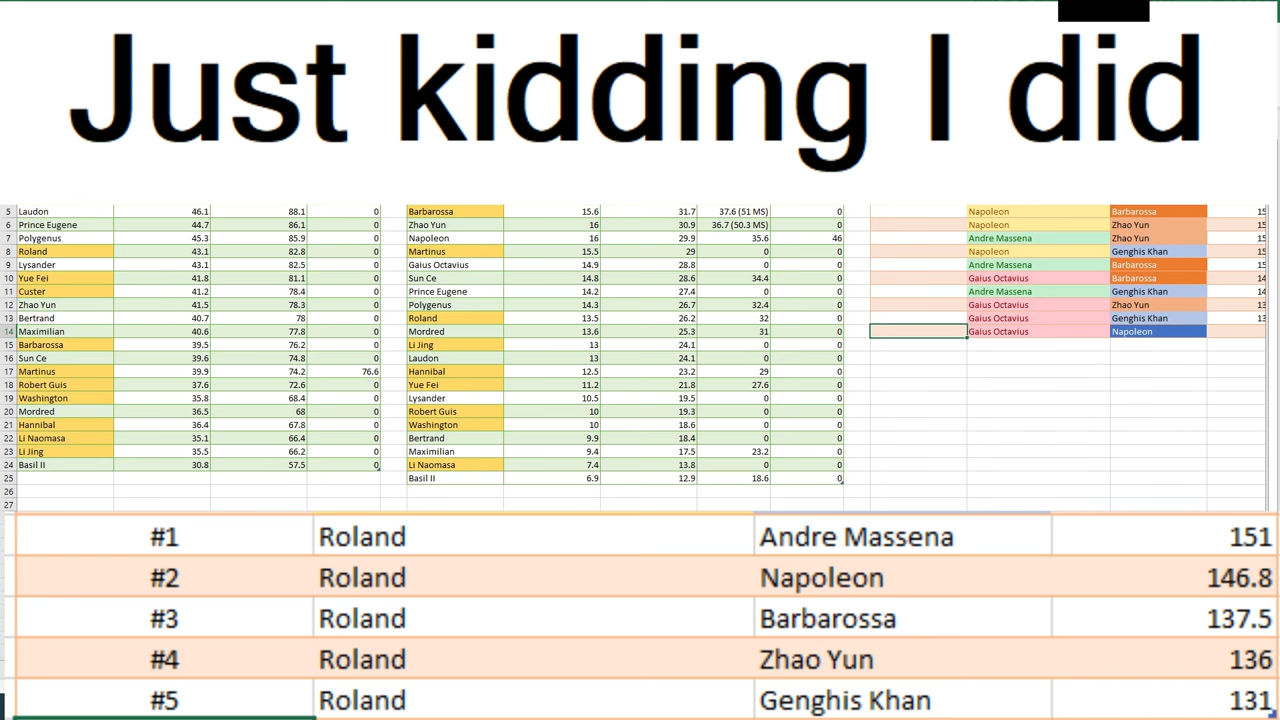 Just kidding I did
5 Laudon 46.1 88.1 0 Barbarossa 15.6 31.7 37.6 (51 MS) 0 Napoleon Barbarossa 15
6 Prince Eugene 44.7 86.1 0 Zhao Yun 16 30.9 36.7 (50.3 MS) 0 Napoleon Zhao Yun 15
7 Polygenus 45.3 85.9 0 Napoleon 16 29.9 35.6 46 Andre Massena Zhao Yun 15
8 Roland 43.1 82.8 0 Martinus 15.5 29 0 0 Napoleon Genghis Khan 15
9 Lysander 43.1 82.5 0 Gaius Octavius 14.9 28.8 0 0 Andre Massena Barbarossa 15
10 Yue Fei 41.8 81.1 0 Sun Ce 14.8 28.6 34.4 0 Gaius Octavius Barbarossa 15
11 Custer 41.2 78.4 0 Prince Eugene 14.2 27.4 0 0 Andre Massena Genghis Khan 14
12 Zhao Yun 41.5 78.3 0 Polygenus 14.3 26.7 32.4 0 Gaius Octavius Zhao Yun 13
13 Bertrand 40.7 78 0 Roland 13.5 26.2 32 0 Gaius Octavius Genghis Khan 13
14 Maximilian 40.6 77.8 0 Mordred 13.6 25.3 31 0 Gaius Octavius Napoleon
15 Barbarossa 39.5 76.2 0 Li Jing 13 24.1 0 0
16 Sun Ce 39.6 74.8 0 Laudon 13 24.1 0 0
17 Martinus 39.9 74.2 76.6 Hannibal 12.5 23.2 29 0
18 Robert Guis 37.6 72.6 0 Yue Fei 11.2 21.8 27.6 0
19 Washington 35.8 68.4 0 Lysander 10.5 19.5 0 0
20 Mordred 36.5 68 0 Robert Guis 10 19.3 0 0
21 Hannibal 36.4 67.8 0 Washington 10 18.6 0 0
22 Li Naomasa 35.1 66.4 0 Bertrand 9.9 18.4 0 0
23 Li Jing 35.5 66.2 0 Maximilian 9.4 17.5 23.2 0
24 Basil II 30.8 57.5 0 Li Naomasa 7.4 13.8 0 0
25 Basil II 6.9 12.9 18.6 0
26
27
#1 Roland Andre Massena 151
#2 Roland Napoleon 146.8
#3 Roland Barbarossa 137.5
#4 Roland Zhao Yun 136
#5 Roland Genghis Khan 131